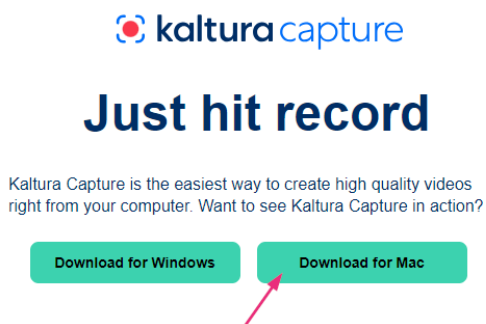 kaltura capture
Just hit record
Kaltura Capture is the easiest way to create high quality videos
right from your computer. Want to see Kaltura Capture in action?
Download for Windows
Download for Mac